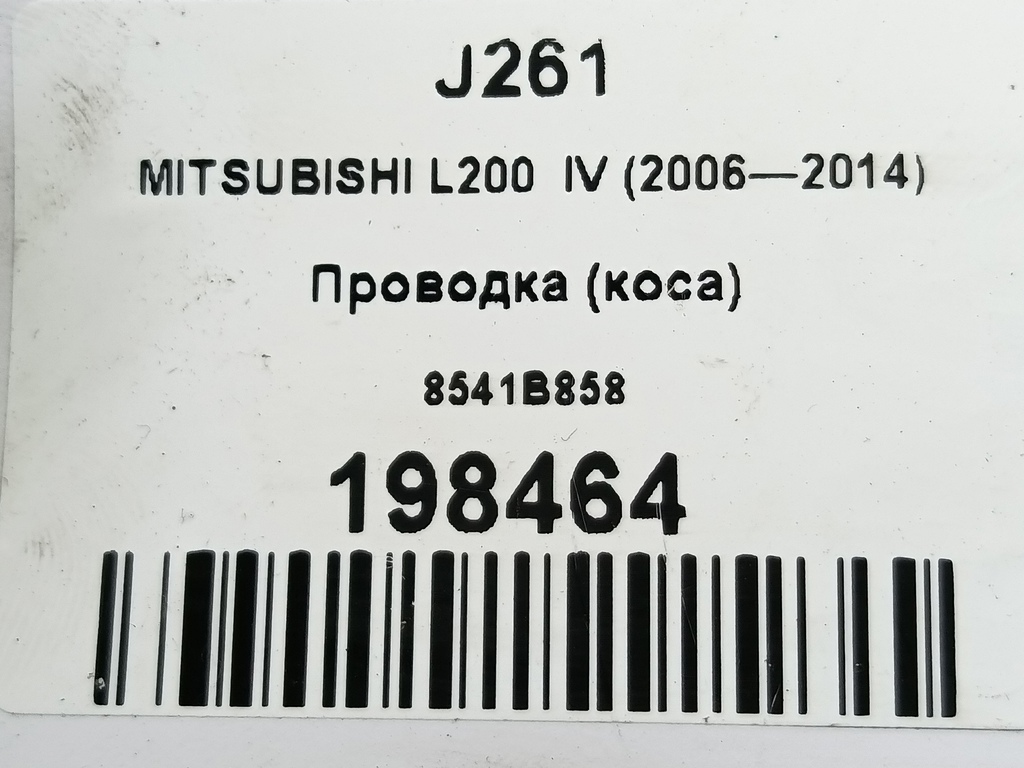 J261
MITSUBISHI L200 IV (2006—2014)
Проводка (коса)
8541B858
198464